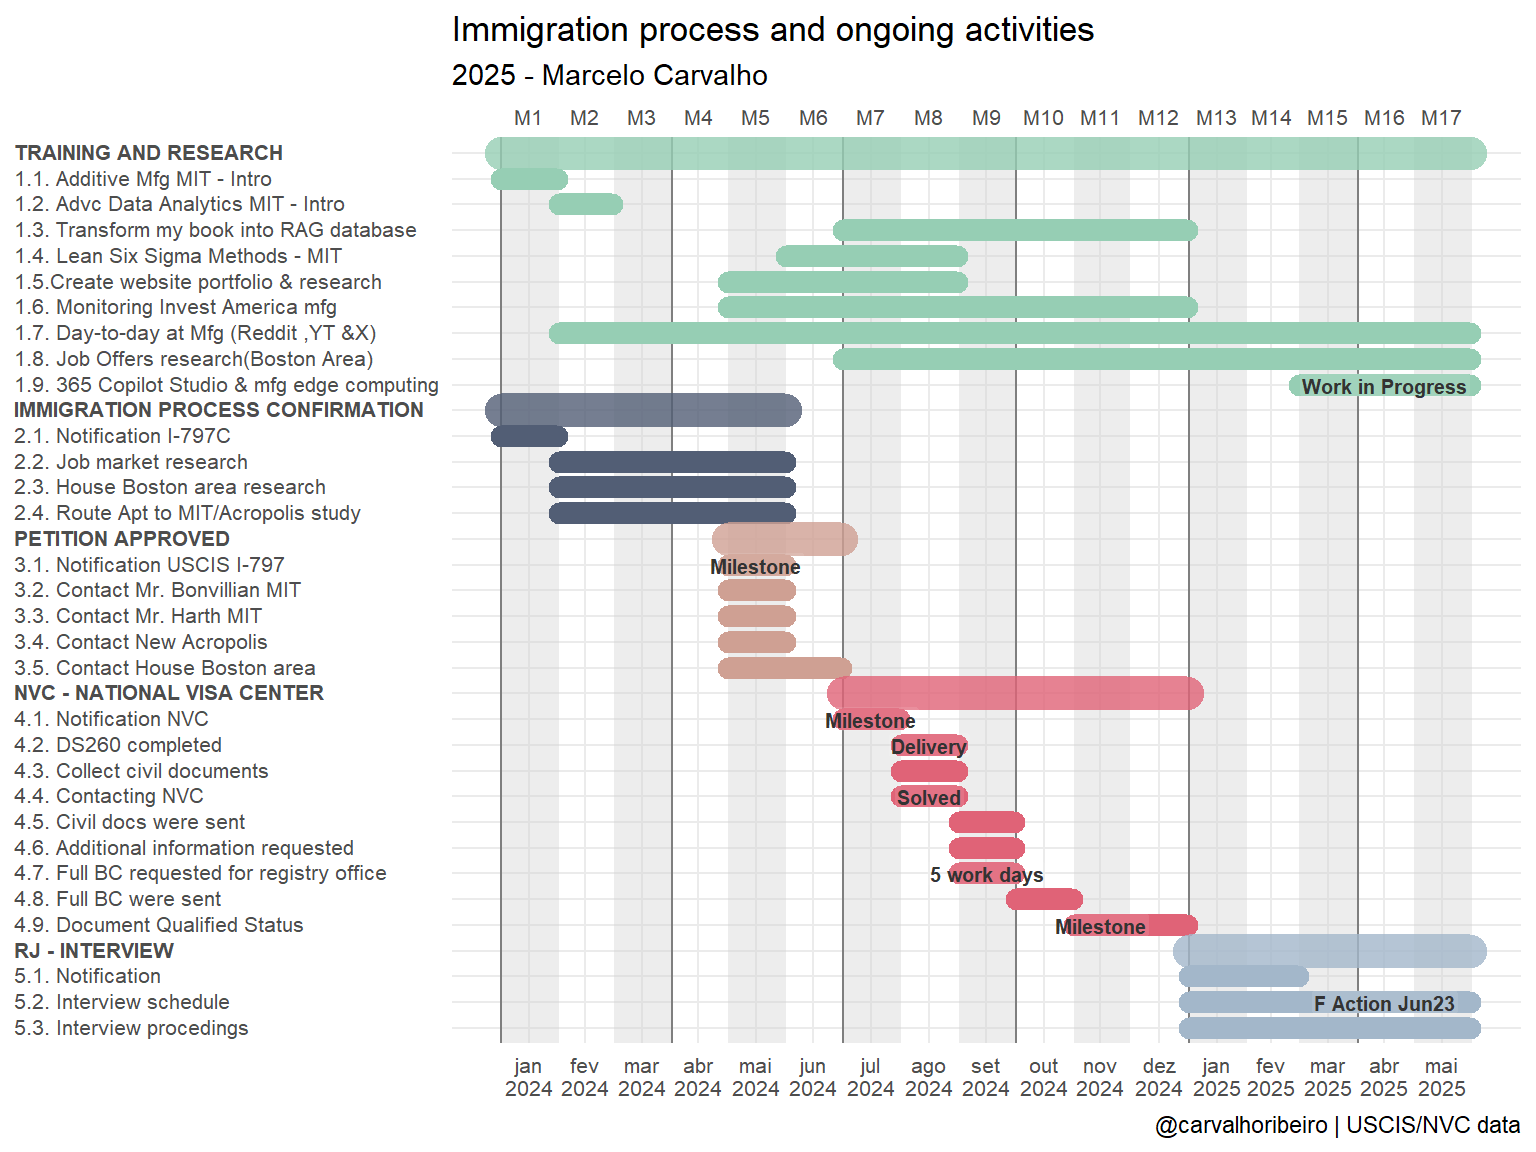 Immigration process and ongoing activities
2025 - Marcelo Carvalho
M1 M2 M3 M4 M5 M6 M7 M8 M9 M10 M11 M12 M13 M14 M15 M16 M17
TRAINING AND RESEARCH
1.1. Additive Mfg MIT - Intro
1.2. Advc Data Analytics MIT - Intro
1.3. Transform my book into RAG database
1.4. Lean Six Sigma Methods - MIT
1.5.Create website portfolio & research
1.6. Monitoring Invest America mfg
1.7. Day-to-day at Mfg (Reddit ,YT &X)
1.8. Job Offers research(Boston Area)
1.9. 365 Copilot Studio & mfg edge computing Work in Progress
IMMIGRATION PROCESS CONFIRMATION
2.1. Notification I-797C
2.2. Job market research
2.3. House Boston area research
2.4. Route Apt to MIT/Acropolis study
PETITION APPROVED
3.1. Notification USCIS I-797 Milestone
3.2. Contact Mr. Bonvillian MIT
3.3. Contact Mr. Harth MIT
3.4. Contact New Acropolis
3.5. Contact House Boston area
NVC - NATIONAL VISA CENTER
4.1. Notification NVC Milestone
4.2. DS260 completed Delivery
4.3. Collect civil documents
4.4. Contacting NVC Solved
4.5. Civil docs were sent
4.6. Additional information requested
4.7. Full BC requested for registry office 5 work days
4.8. Full BC were sent
4.9. Document Qualified Status Milestone
RJ - INTERVIEW
5.1. Notification
5.2. Interview schedule F Action Jun23
5.3. Interview procedings
jan fev mar abr mai jun jul ago set out nov dez jan fev mar abr mai
2024 2024 2024 2024 2024 2024 2024 2024 2024 2024 2024 2024 2025 2025 2025 2025 2025
@carvalhoribeiro | USCIS/NVC data